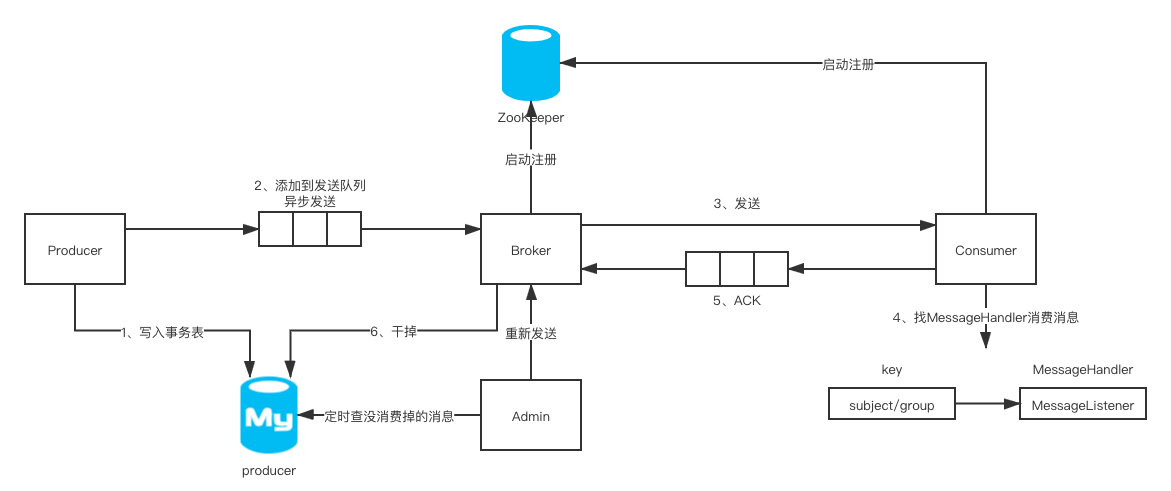 启动注册
ZooKeeper
启动注册
2、添加到发送队列
异步发送
3、发送
Producer
Broker
Consumer
5、ACK
4、找MessageHandler消费消息
1、写入事务表
6、干掉
重新发送
key
MessageHandler
subject/group
MessageListener
My
定时查没消费掉的消息
Admin
producer